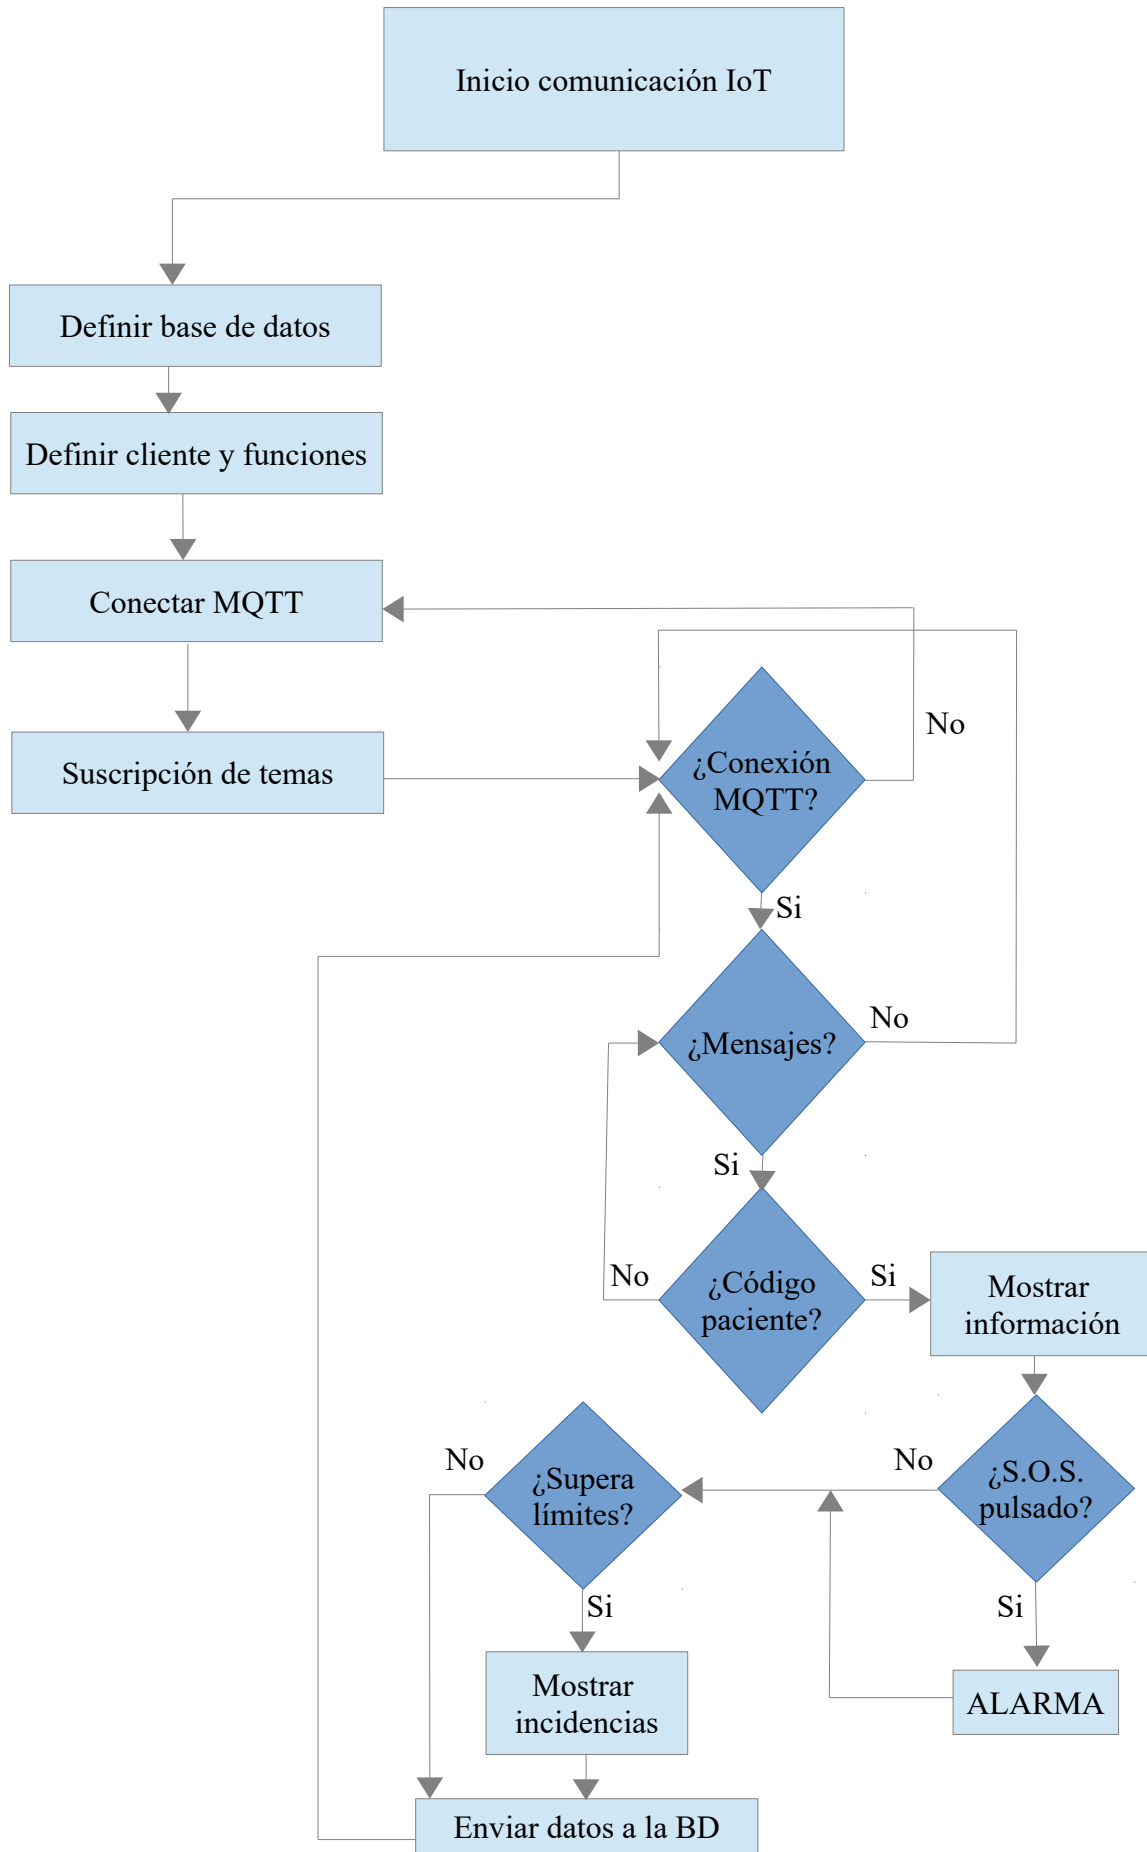 Inicio comunicación IoT
Definir base de datos
Definir cliente y funciones
Conectar MQTT
No
¿Conexión
MQTT?
Suscripción de temas
Si
No
¿Mensajes?
Si
No
¿Código
paciente?
Si
Mostrar
información
No
¿Supera
límites?
No
¿S.O.S.
pulsado?
Si
Si
Mostrar
incidencias
ALARMA
Enviar datos a la BD